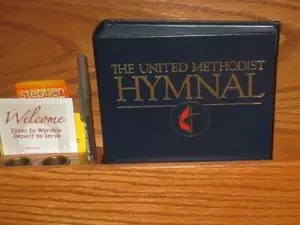 stephen
Welcome
Enter to Worship
Depart to Serve
THE UNITED METHODIST
HYMNAL